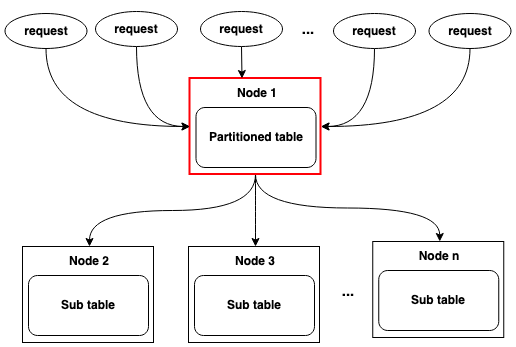 request
request
request
...
request
request
Node 1
Partitioned table
Node 2
Sub table
Node 3
Sub table
...
Node n
Sub table